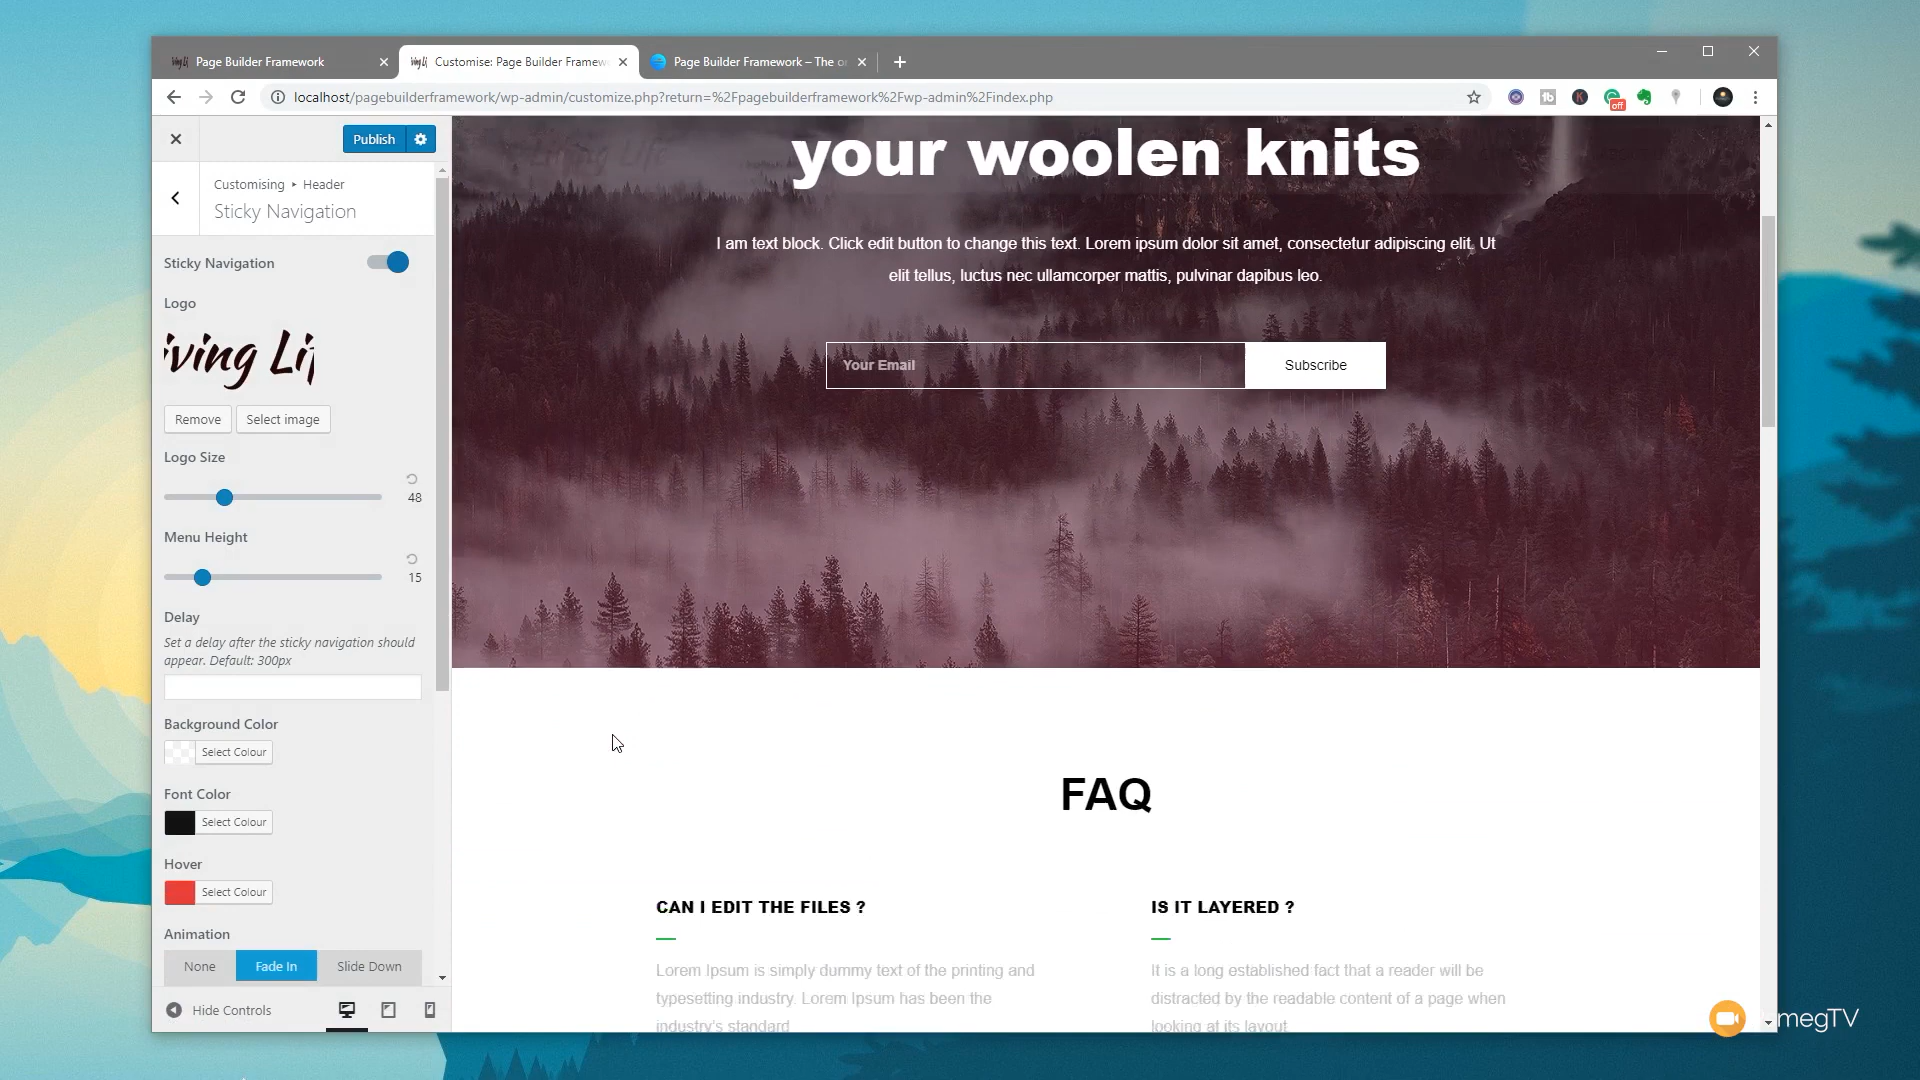 Page Builder Framework
Customise: Page Builder Framew
Page Builder Framework – The o
localhost/pagebuilderframework/wp-admin/customize.php?return=%2Fpagebuilderframework%2Fwp-admin%2Findex.php
off
Publish
Customising ▸ Header
Sticky Navigation
Sticky Navigation
Logo
iving Li
Remove
Select image
Logo Size
48
Menu Height
15
Delay
Set a delay after the sticky navigation should
appear. Default: 300px
Background Color
Select Colour
Font Color
Select Colour
Hover
Select Colour
Animation
None
Fade In
Slide Down
Hide Controls
your woolen knits
I am text block. Click edit button to change this text. Lorem ipsum dolor sit amet, consectetur adipiscing elit. Ut
elit tellus, luctus nec ullamcorper mattis, pulvinar dapibus leo.
Your Email
Subscribe
FAQ
CAN I EDIT THE FILES ?
Lorem Ipsum is simply dummy text of the printing and
typesetting industry. Lorem Ipsum has been the
industry's standard
IS IT LAYERED ?
It is a long established fact that a reader will be
distracted by the readable content of a page when
looking at its layout
megTV